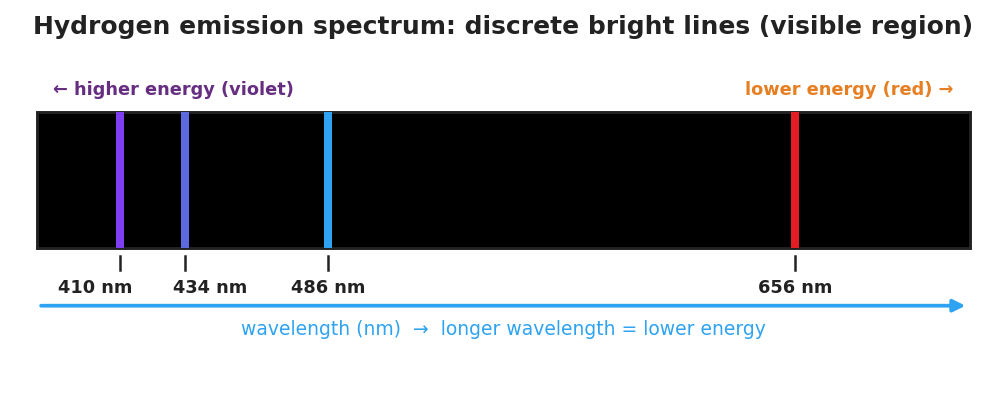 Hydrogen emission spectrum: discrete bright lines (visible region)
← higher energy (violet) lower energy (red) →
410 nm 434 nm 486 nm 656 nm
wavelength (nm) → longer wavelength = lower energy